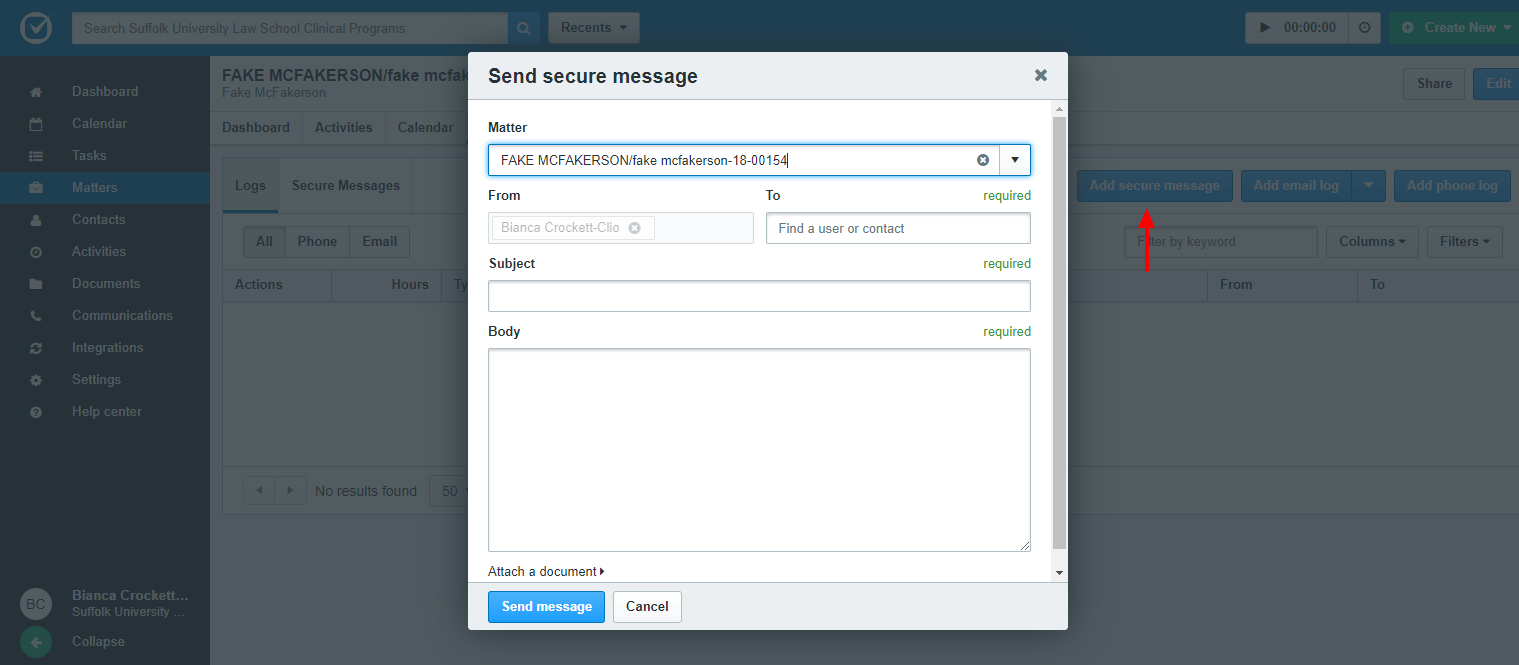 Search Suffolk University Law School Clinical Programs
Recents
00:00:00
Create New
FAKE MCFAKERSON/fake mcfak
Fake McFakerson
Share
Edit
Dashboard
Calendar
Tasks
Matters
Contacts
Activities
Documents
Communications
Integrations
Settings
Help center
BC
Bianca Crockett...
Suffolk University ...
Collapse
Dashboard
Activities
Calendar
Logs
Secure Messages
Add secure message
Add email log
Add phone log
All
Phone
Email
Filter by keyword
Columns
Filters
Actions
Hours
Ty
From
To
No results found
50
Send secure message
Matter
FAKE MCFAKERSON/fake mcfakerson-18-00154
From
To
required
Bianca Crockett-Clio
Find a user or contact
Subject
required
Body
required
Attach a document
Send message
Cancel